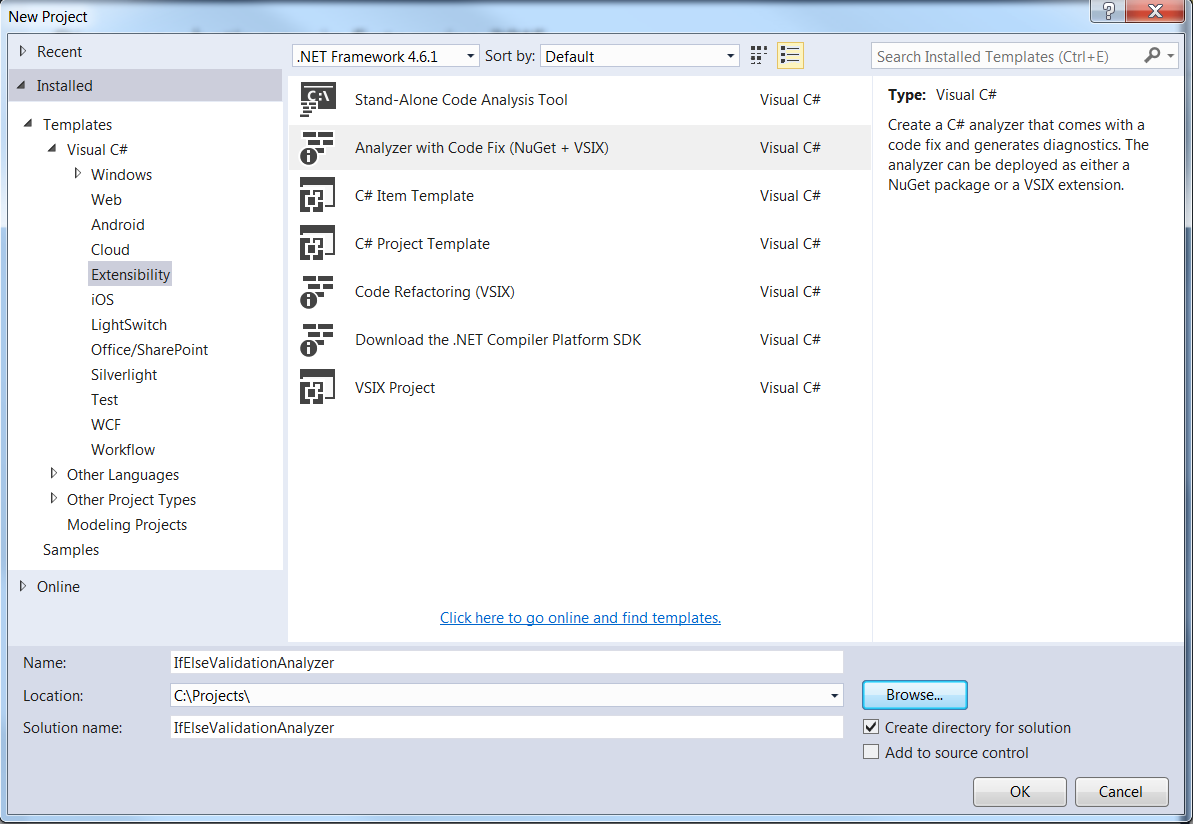 New Project
Recent
Installed
Templates
Visual C#
Windows
Web
Android
Cloud
Extensibility
iOS
LightSwitch
Office/SharePoint
Silverlight
Test
WCF
Workflow
Other Languages
Other Project Types
Modeling Projects
Samples
Online
.NET Framework 4.6.1 Sort by: Default
C:\
Stand-Alone Code Analysis Tool Visual C#
Analyzer with Code Fix (NuGet + VSIX) Visual C#
C# Item Template Visual C#
C# Project Template Visual C#
Code Refactoring (VSIX) Visual C#
Download the .NET Compiler Platform SDK Visual C#
VSIX Project Visual C#
Click here to go online and find templates.
Search Installed Templates (Ctrl+E)
Type: Visual C#
Create a C# analyzer that comes with a
code fix and generates diagnostics. The
analyzer can be deployed as either a
NuGet package or a VSIX extension.
Name: IfElseValidationAnalyzer
Location: C:\Projects\ Browse...
Solution name: IfElseValidationAnalyzer
Create directory for solution
Add to source control
OK Cancel